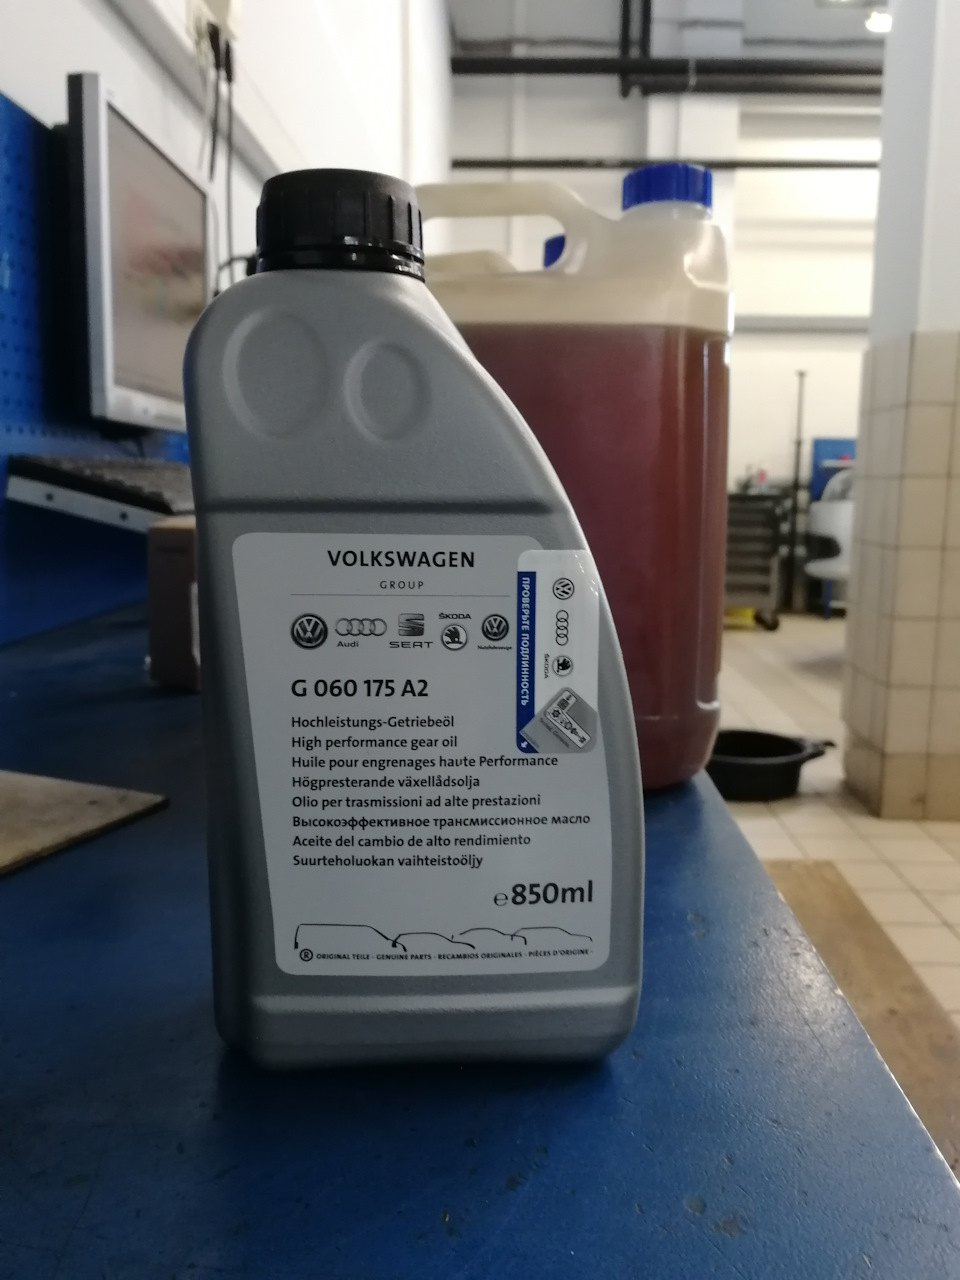 VOLKSWAGEN
GROUP
Audi
SEAT
ŠKODA
Nutzfahrzeuge
G 060 175 A2
Hochleistungs-Getriebeöl
High performance gear oil
Huile pour engrenages haute Performance
Högpresterande växellådsolja
Olio per trasmissioni ad alte prestazioni
Высокоэффективное трансмиссионное масло
Aceite del cambio de alto rendimiento
Suurteholuokan vaihteistoöljy
℮850ml
® ORIGINAL TEILE · GENUINE PARTS · RECAMBIOS ORIGINALES · PIÈCES D'ORIGINE ·
ПРОВЕРЬТЕ ПОДЛИННОСТЬ
ŠKODA